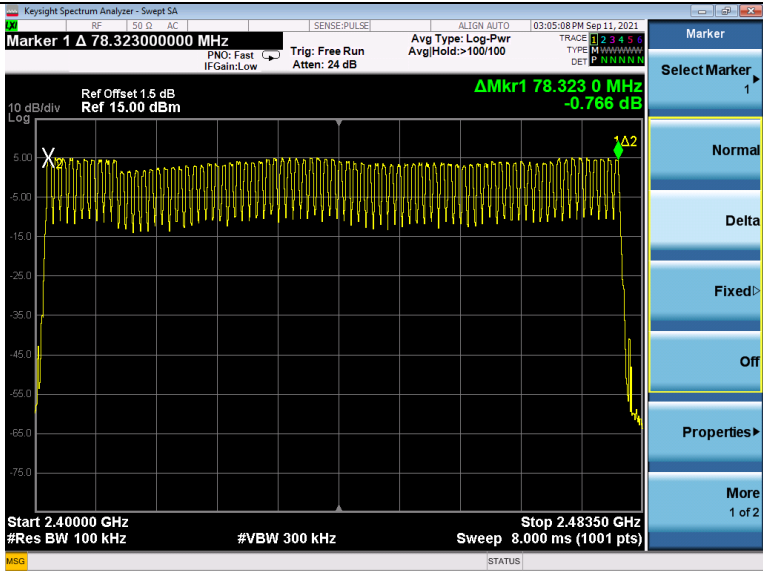 Keysight Spectrum Analyzer - Swept SA
LXI RF 50 Ω AC SENSE:PULSE ALIGN AUTO 03:05:08 PM Sep 11, 2021
Marker 1 Δ 78.323000000 MHz
PNO: Fast
IFGain:Low
Trig: Free Run
Atten: 24 dB
Avg Type: Log-Pwr
Avg|Hold:>100/100
TRACE 1 2 3 4 5 6
TYPE M WWWWW
DET P N N N N N
ΔMkr1 78.323 0 MHz
-0.766 dB
Ref Offset 1.5 dB
10 dB/div Ref 15.00 dBm
Log
5.00
-5.00
-15.0
-25.0
-35.0
-45.0
-55.0
-65.0
-75.0
X2
1Δ2
Start 2.40000 GHz Stop 2.48350 GHz
#Res BW 100 kHz #VBW 300 kHz Sweep 8.000 ms (1001 pts)
MSG STATUS
Marker
Select Marker
1
Normal
Delta
Fixed
Off
Properties
More
1 of 2